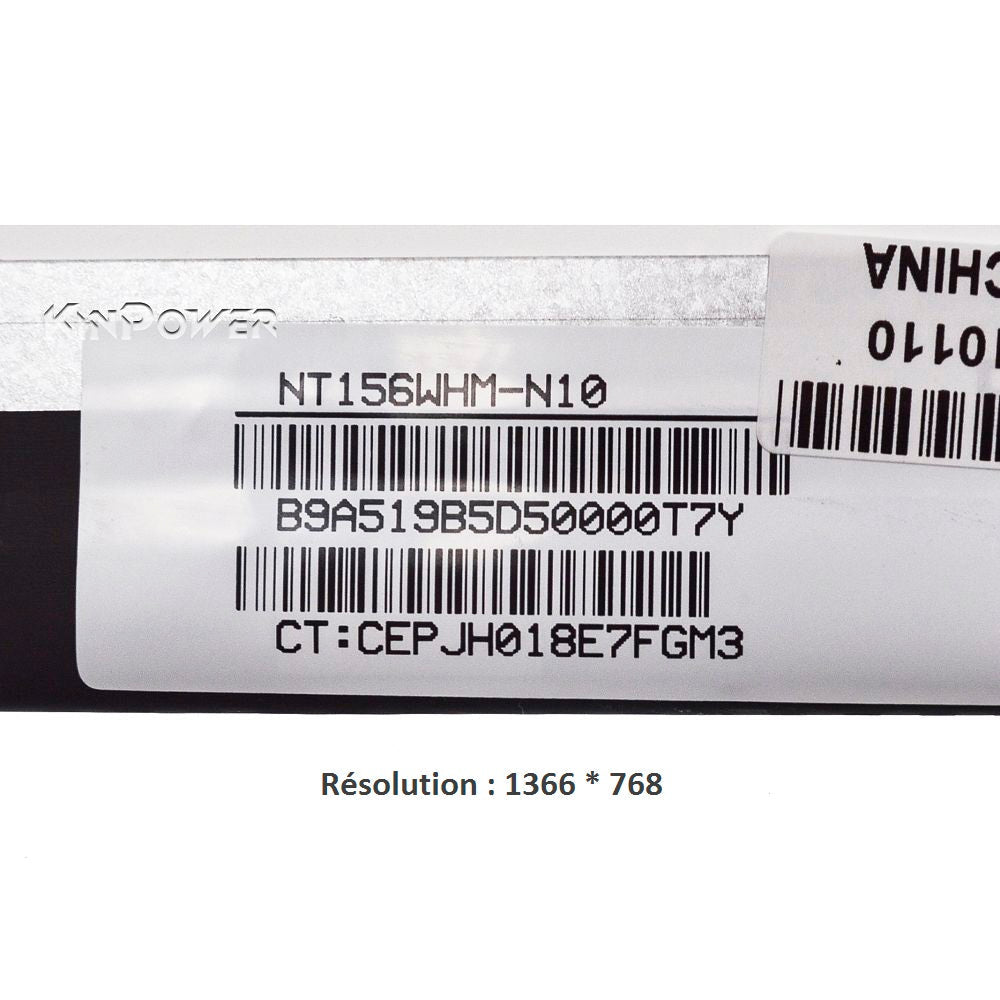 CHINA
10110
KINPOWER
NT156WHM-N10
B9A519B5D50000T7Y
CT:CEPJH018E7FGM3
Résolution : 1366 * 768